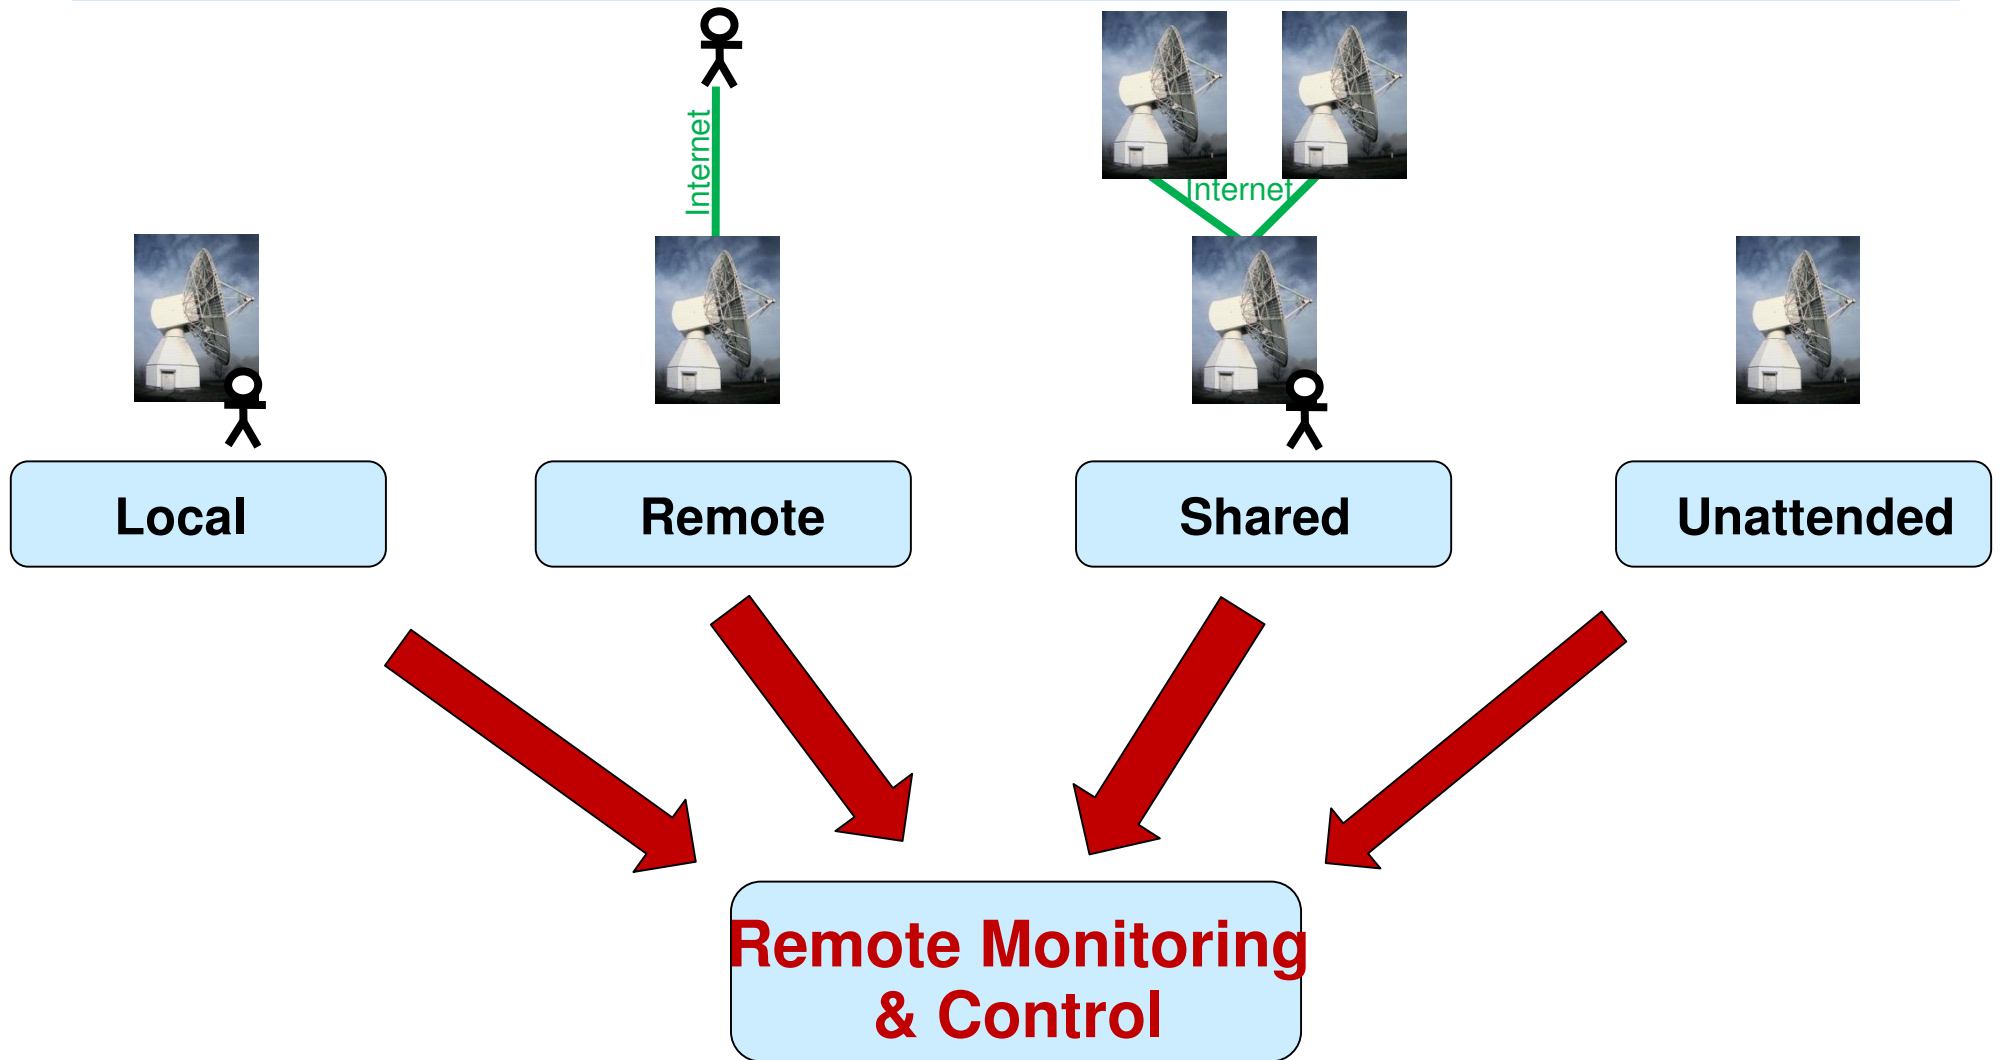 Internet
Internet
Local
Remote
Shared
Unattended
Remote Monitoring
& Control